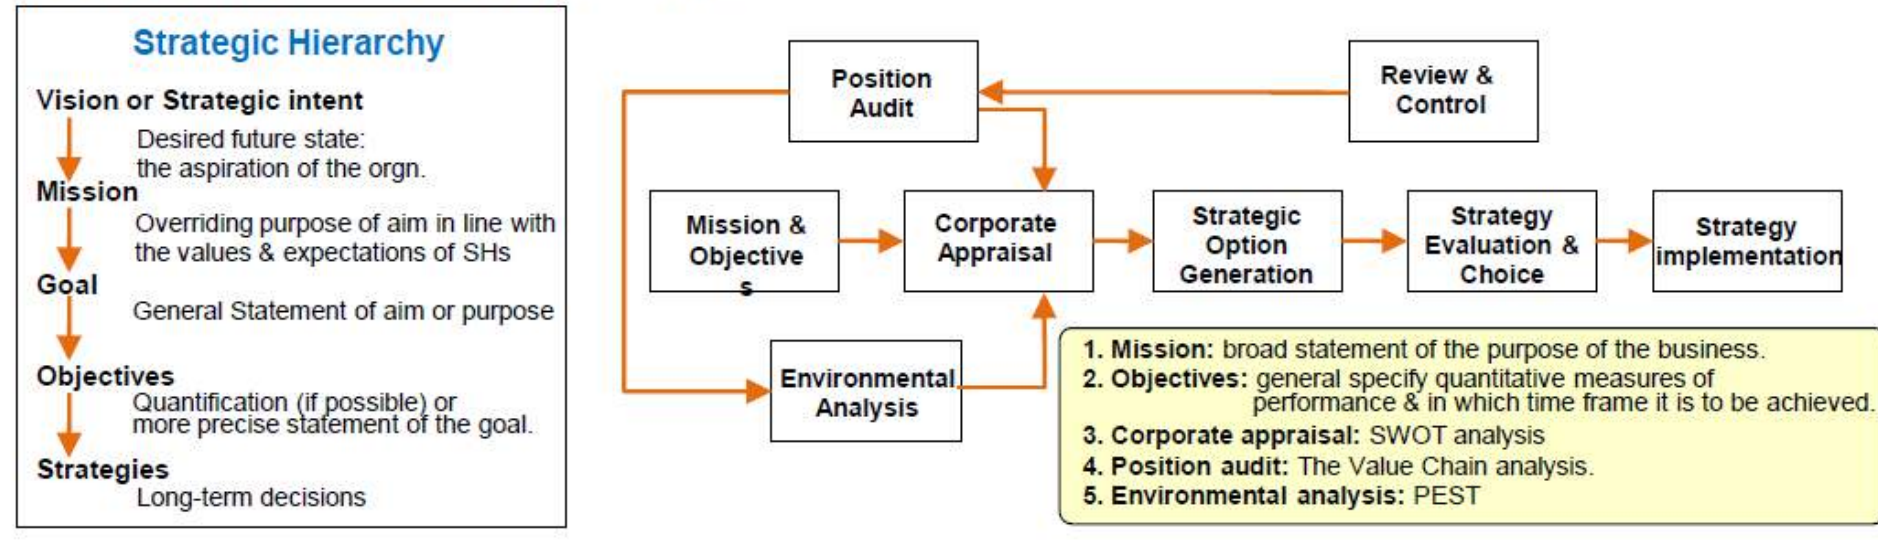 Strategic Hierarchy
Vision or Strategic intent
Desired future state:
the aspiration of the orgn.
Mission
Overriding purpose of aim in line with
the values & expectations of SHs
Goal
General Statement of aim or purpose
Objectives
Quantification (if possible) or
more precise statement of the goal.
Strategies
Long-term decisions
Position
Audit
Review &
Control
Mission &
Objective
s
Corporate
Appraisal
Strategic
Option
Generation
Strategy
Evaluation &
Choice
Strategy
implementation
Environmental
Analysis
1. Mission: broad statement of the purpose of the business.
2. Objectives: general specify quantitative measures of
performance & in which time frame it is to be achieved.
3. Corporate appraisal: SWOT analysis
4. Position audit: The Value Chain analysis.
5. Environmental analysis: PEST